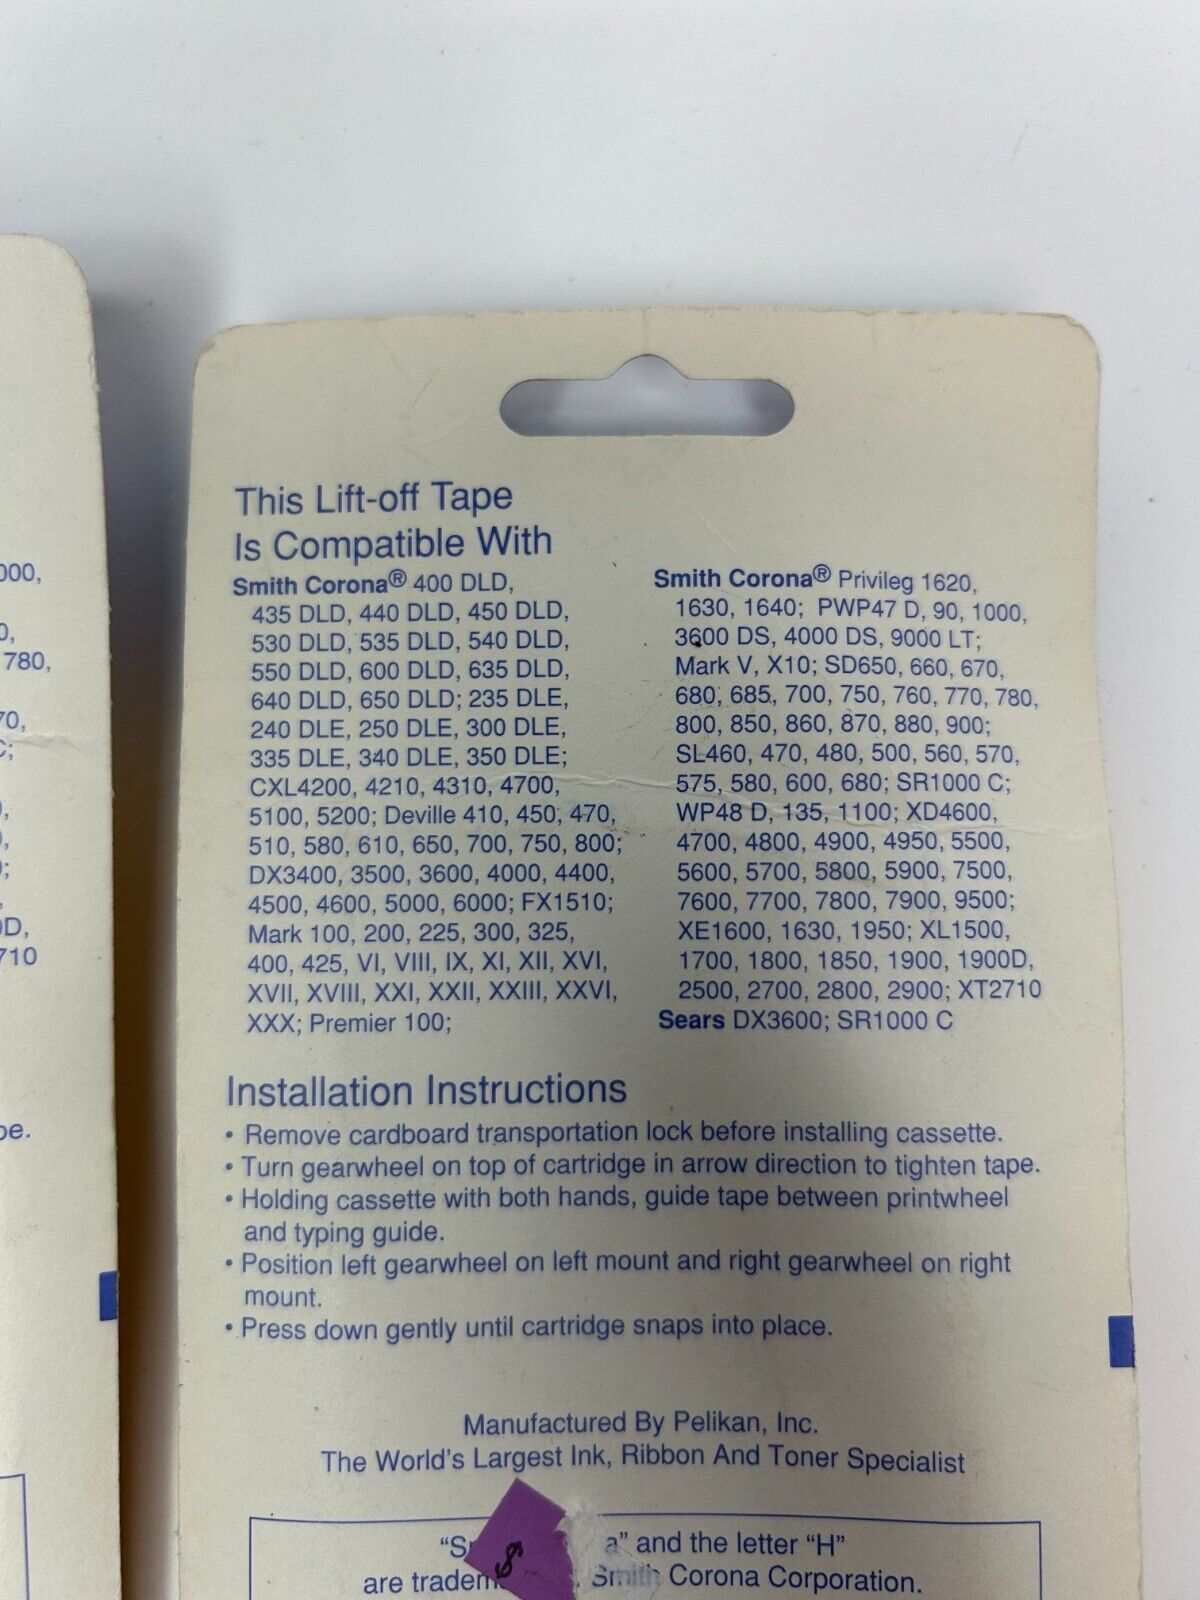 000,
0,
780,
70,
C;
0D,
710
pe.
This Lift-off Tape
Is Compatible With
Smith Corona® 400 DLD,
435 DLD, 440 DLD, 450 DLD,
530 DLD, 535 DLD, 540 DLD,
550 DLD, 600 DLD, 635 DLD,
640 DLD, 650 DLD; 235 DLE,
240 DLE, 250 DLE, 300 DLE,
335 DLE, 340 DLE, 350 DLE;
CXL4200, 4210, 4310, 4700,
5100, 5200; Deville 410, 450, 470,
510, 580, 610, 650, 700, 750, 800;
DX3400, 3500, 3600, 4000, 4400,
4500, 4600, 5000, 6000; FX1510;
Mark 100, 200, 225, 300, 325,
400, 425, VI, VIII, IX, XI, XII, XVI,
XVII, XVIII, XXI, XXII, XXIII, XXVI,
XXX; Premier 100;
Smith Corona® Privileg 1620,
1630, 1640; PWP47 D, 90, 1000,
3600 DS, 4000 DS, 9000 LT;
Mark V, X10; SD650, 660, 670,
680, 685, 700, 750, 760, 770, 780,
800, 850, 860, 870, 880, 900;
SL460, 470, 480, 500, 560, 570,
575, 580, 600, 680; SR1000 C;
WP48 D, 135, 1100; XD4600,
4700, 4800, 4900, 4950, 5500,
5600, 5700, 5800, 5900, 7500,
7600, 7700, 7800, 7900, 9500;
XE1600, 1630, 1950; XL1500,
1700, 1800, 1850, 1900, 1900D,
2500, 2700, 2800, 2900; XT2710
Sears DX3600; SR1000 C
Installation Instructions
• Remove cardboard transportation lock before installing cassette.
• Turn gearwheel on top of cartridge in arrow direction to tighten tape.
• Holding cassette with both hands, guide tape between printwheel
and typing guide.
• Position left gearwheel on left mount and right gearwheel on right
mount.
• Press down gently until cartridge snaps into place.
Manufactured By Pelikan, Inc.
The World's Largest Ink, Ribbon And Toner Specialist
a" and the letter "H"
are Smith Corona Corporation.